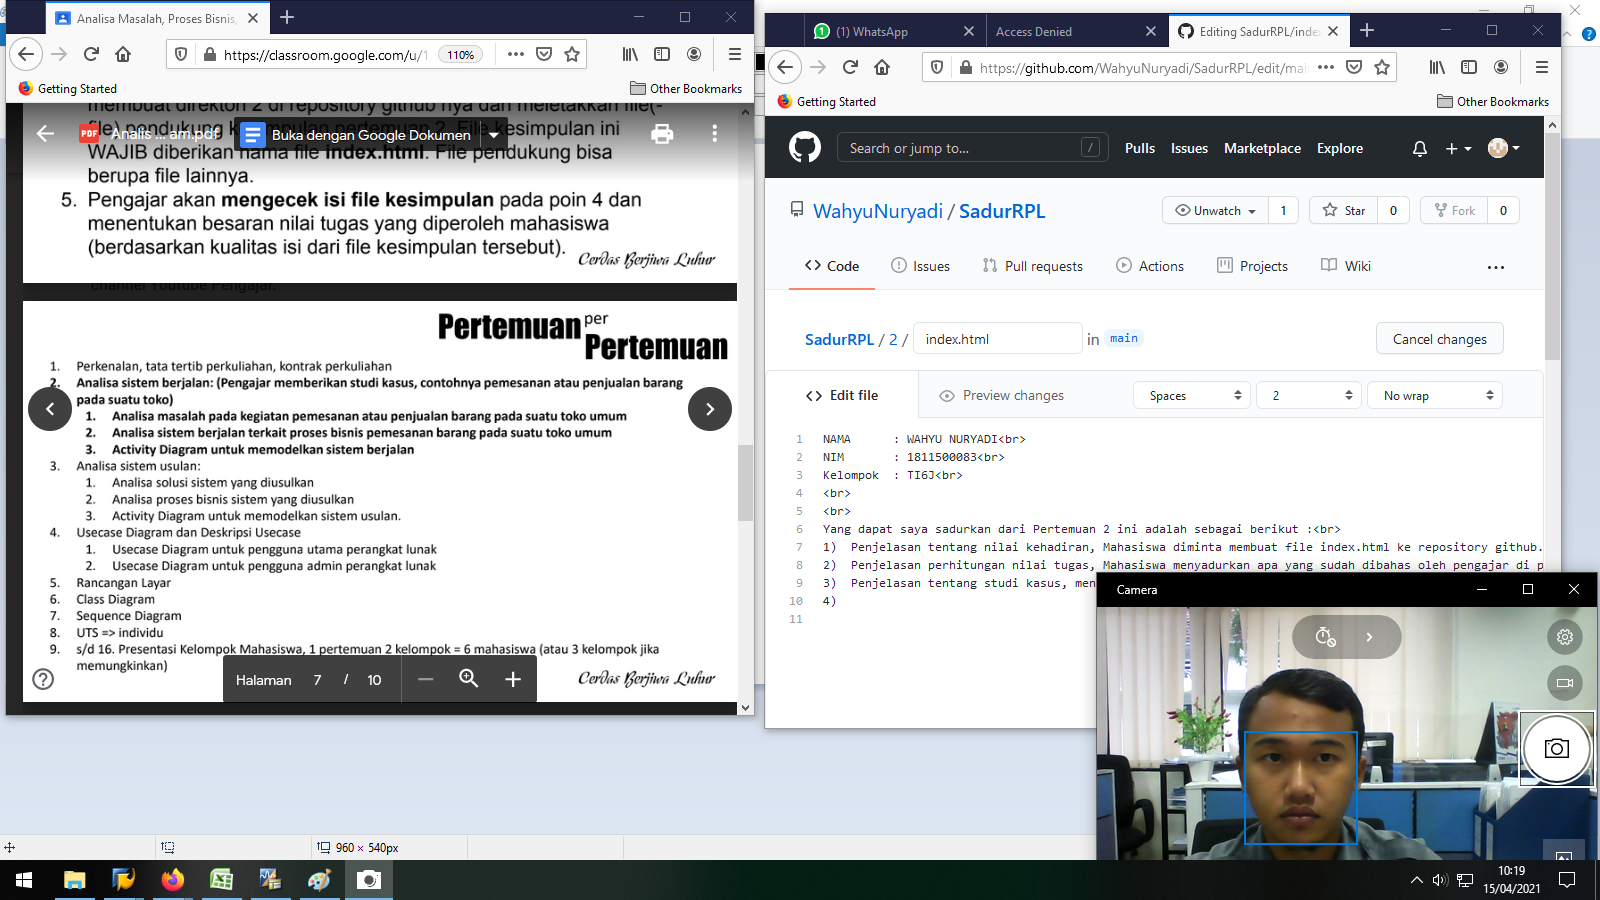 Analisa Masalah, Proses Bisnis,
https://classroom.google.com/u/1
110%
Getting Started
Other Bookmarks
membuat direktori 2 di repository github nya dan meletakkan file(-
file) pendukung kesimpulan pertemuan 2. File kesimpulan ini
Analis ... am.pdf
Buka dengan Google Dokumen
WAJIB diberikan nama file index.html. File pendukung bisa
berupa file lainnya.
5. Pengajar akan mengecek isi file kesimpulan pada poin 4 dan
menentukan besaran nilai tugas yang diperoleh mahasiswa
(berdasarkan kualitas isi dari file kesimpulan tersebut).
Cerdas Berjiwa Luhur
channel Youtube Pengajar.
Pertemuan per
Pertemuan
1. Perkenalan, tata tertib perkuliahan, kontrak perkuliahan
2. Analisa sistem berjalan: (Pengajar memberikan studi kasus, contohnya pemesanan atau penjualan barang
pada suatu toko)
1. Analisa masalah pada kegiatan pemesanan atau penjualan barang pada suatu toko umum
2. Analisa sistem berjalan terkait proses bisnis pemesanan barang pada suatu toko umum
3. Activity Diagram untuk memodelkan sistem berjalan
3. Analisa sistem usulan:
1. Analisa solusi sistem yang diusulkan
2. Analisa proses bisnis sistem yang diusulkan
3. Activity Diagram untuk memodelkan sistem usulan.
4. Usecase Diagram dan Deskripsi Usecase
1. Usecase Diagram untuk pengguna utama perangkat lunak
2. Usecase Diagram untuk pengguna admin perangkat lunak
5. Rancangan Layar
6. Class Diagram
7. Sequence Diagram
8. UTS => individu
9. s/d 16. Presentasi Kelompok Mahasiswa, 1 pertemuan 2 kelompok = 6 mahasiswa (atau 3 kelompok jika
memungkinkan)
Halaman 7 / 10
Cerdas Berjiwa Luhur
(1) WhatsApp
Access Denied
Editing SadurRPL/inde
https://github.com/WahyuNuryadi/SadurRPL/edit/mai
Getting Started
Other Bookmarks
Search or jump to...
/
Pulls Issues Marketplace Explore
WahyuNuryadi / SadurRPL
Unwatch 1
Star 0
Fork 0
Code Issues Pull requests Actions Projects Wiki
SadurRPL / 2 / index.html in main
Cancel changes
Edit file
Preview changes
Spaces
2
No wrap
1 NAMA : WAHYU NURYADI<br>
2 NIM : 1811500083<br>
3 Kelompok : TI6J<br>
4 <br>
5 <br>
6 Yang dapat saya sadurkan dari Pertemuan 2 ini adalah sebagai berikut :<br>
7 1) Penjelasan tentang nilai kehadiran, Mahasiswa diminta membuat file index.html ke repository github.
8 2) Penjelasan perhitungan nilai tugas, Mahasiswa menyadurkan apa yang sudah dibahas oleh pengajar di p
9 3) Penjelasan tentang studi kasus, men
10 4)
11
Camera
960 × 540px
10:19
15/04/2021